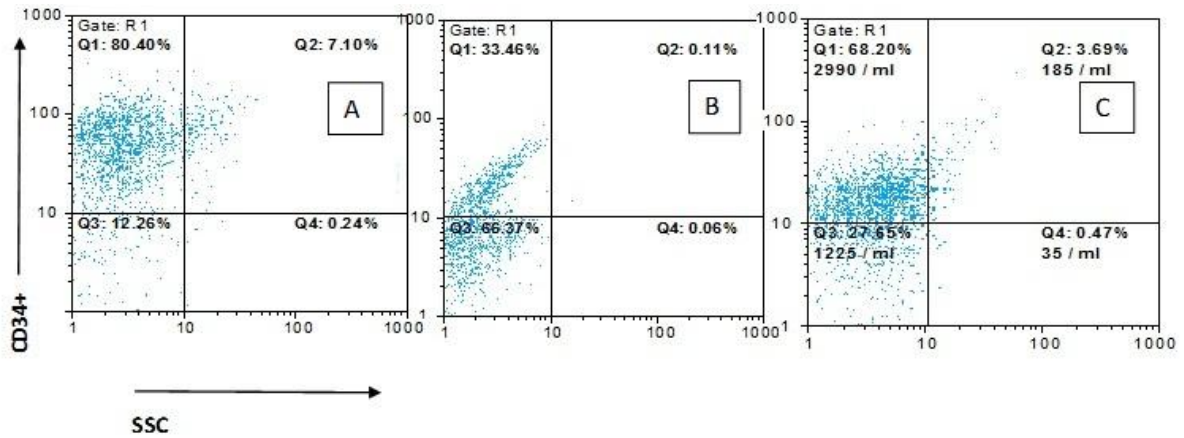 Gate: R1
Q1: 80.40%
Q2: 7.10%
A
Q3: 12.26%
Q4: 0.24%
1000
100
10
1
10
100
1000
Gate: R1
Q1: 33.46%
Q2: 0.11%
B
Q3: 66.37%
Q4: 0.06%
1000
100
10
1
1
10
100
1000
Gate: R1
Q1: 68.20%
2990 / ml
Q2: 3.69%
185 / ml
C
Q3: 27.65%
1225 / ml
Q4: 0.47%
35 / ml
1000
100
10
1
1
10
100
1000
CD34+
SSC